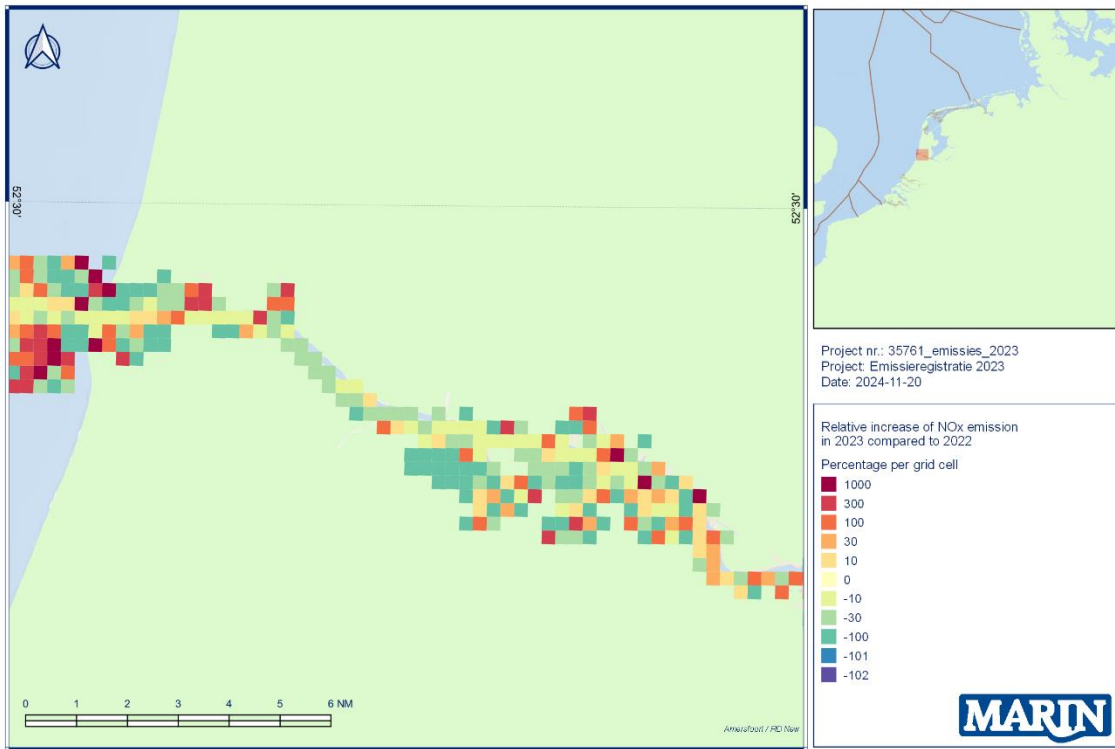 52°30'
52°30'
0 1 2 3 4 5 6 NM
Amersfoort / RD New
Project nr.: 35761_emissies_2023
Project: Emissieregistratie 2023
Date: 2024-11-20
Relative increase of NOx emission
in 2023 compared to 2022
Percentage per grid cell
1000
300
100
30
10
0
-10
-30
-100
-101
-102
MARIN